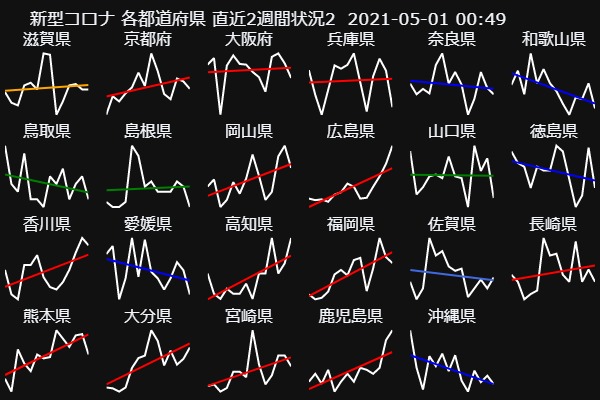 新型コロナ 各都道府県 直近2週間状況2 2021-05-01 00:49
滋賀県 京都府 大阪府 兵庫県 奈良県 和歌山県
鳥取県 島根県 岡山県 広島県 山口県 徳島県
香川県 愛媛県 高知県 福岡県 佐賀県 長崎県
熊本県 大分県 宮崎県 鹿児島県 沖縄県